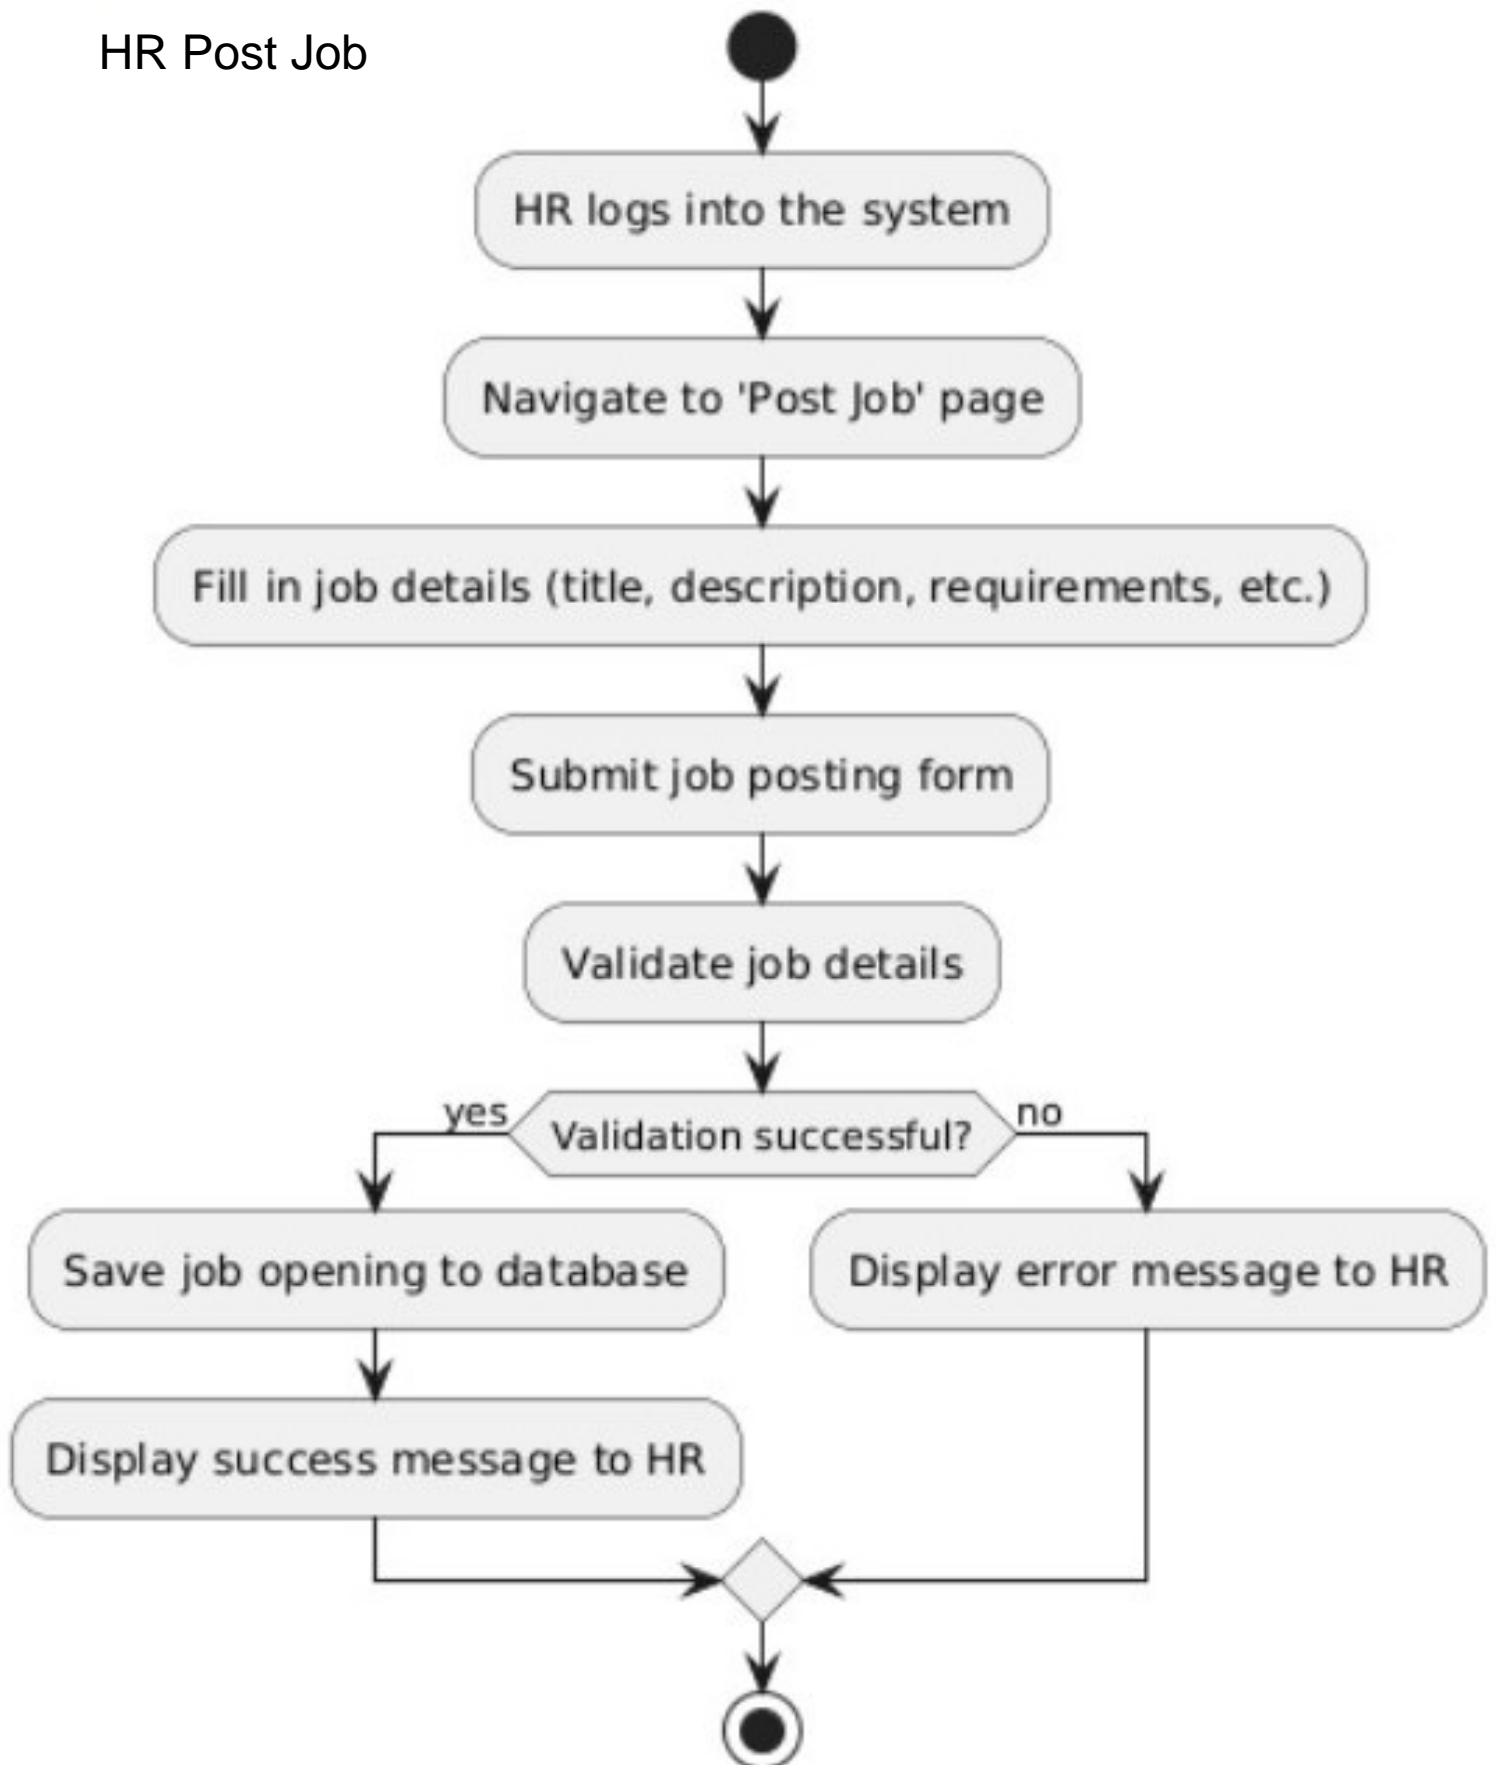 HR Post Job
HR logs into the system
Navigate to 'Post Job' page
Fill in job details (title, description, requirements, etc.)
Submit job posting form
Validate job details
yes
Validation successful?
no
Save job opening to database
Display error message to HR
Display success message to HR